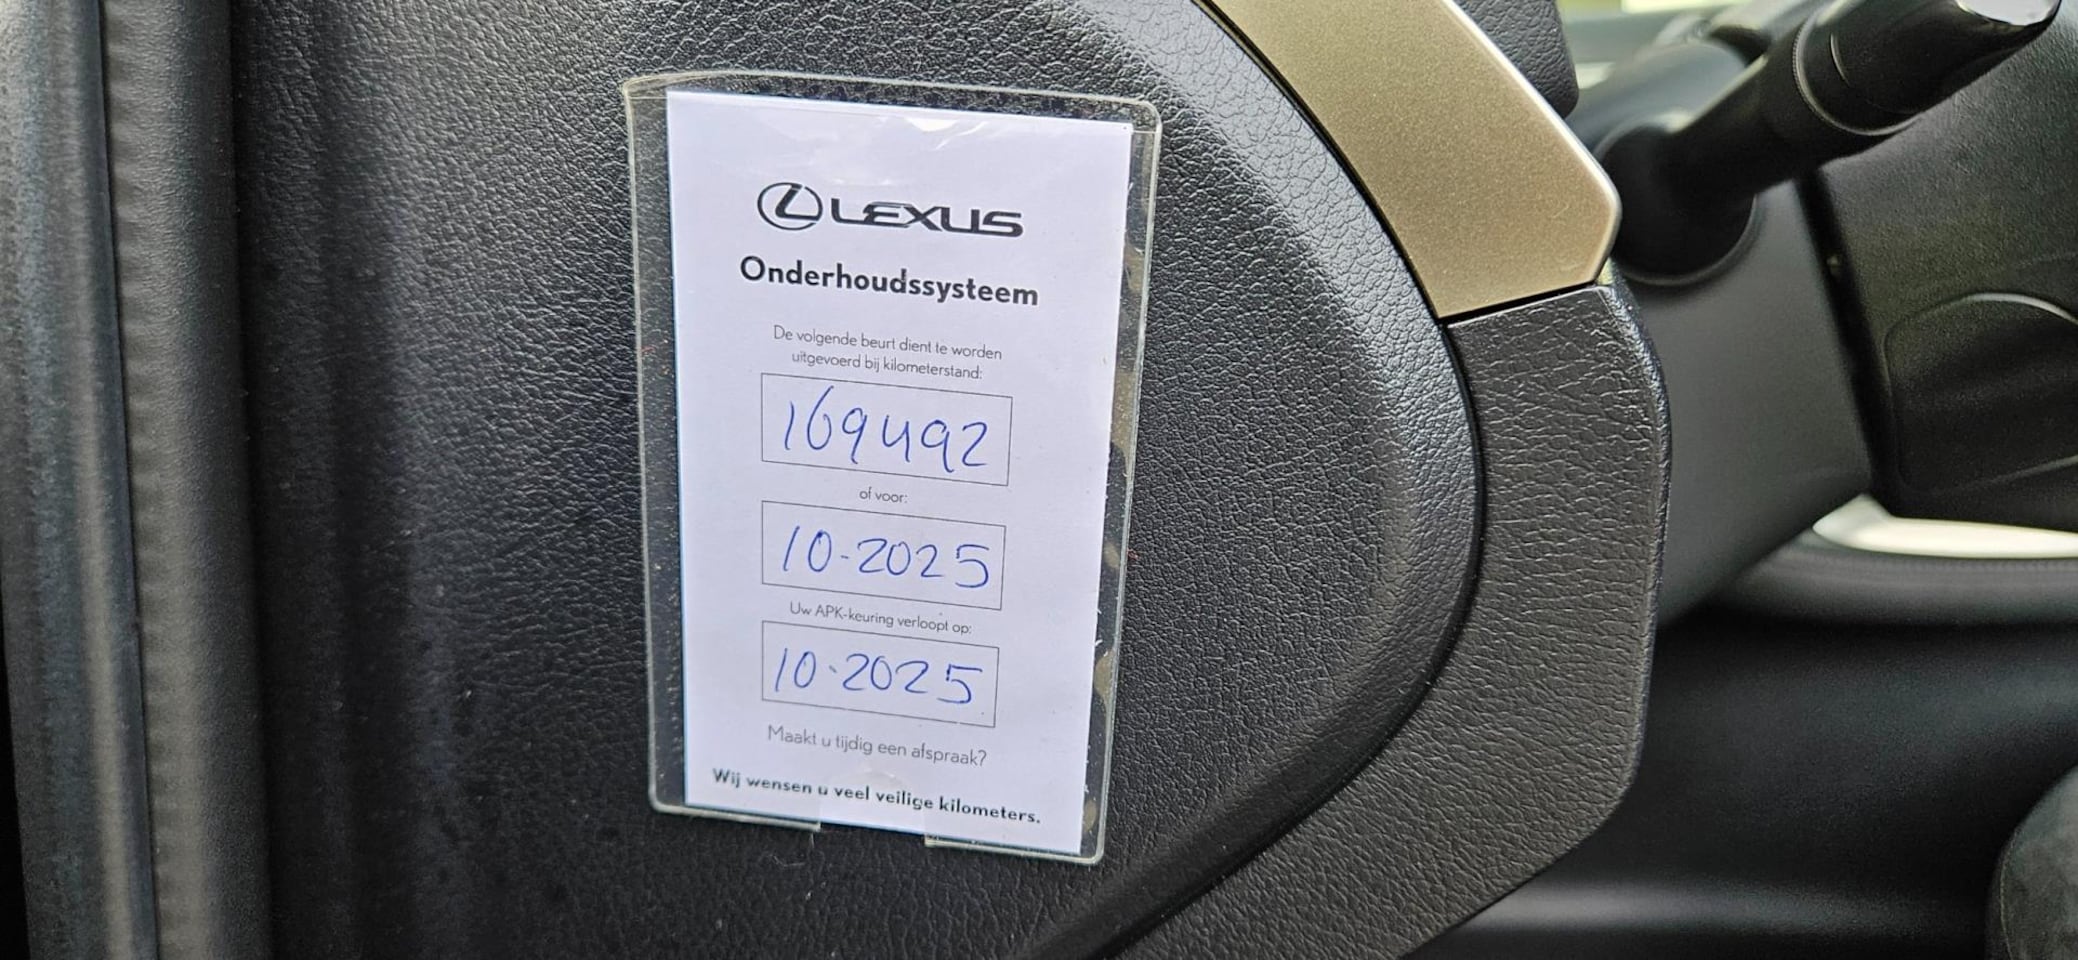 LEXUS
Onderhoudssysteem
De volgende beurt dient te worden
uitgevoerd bij kilometerstand:
169492
of voor:
10-2025
Uw APK-keuring verloopt op:
10-2025
Maakt u tijdig een afspraak?
Wij wensen u veel veilige kilometers.